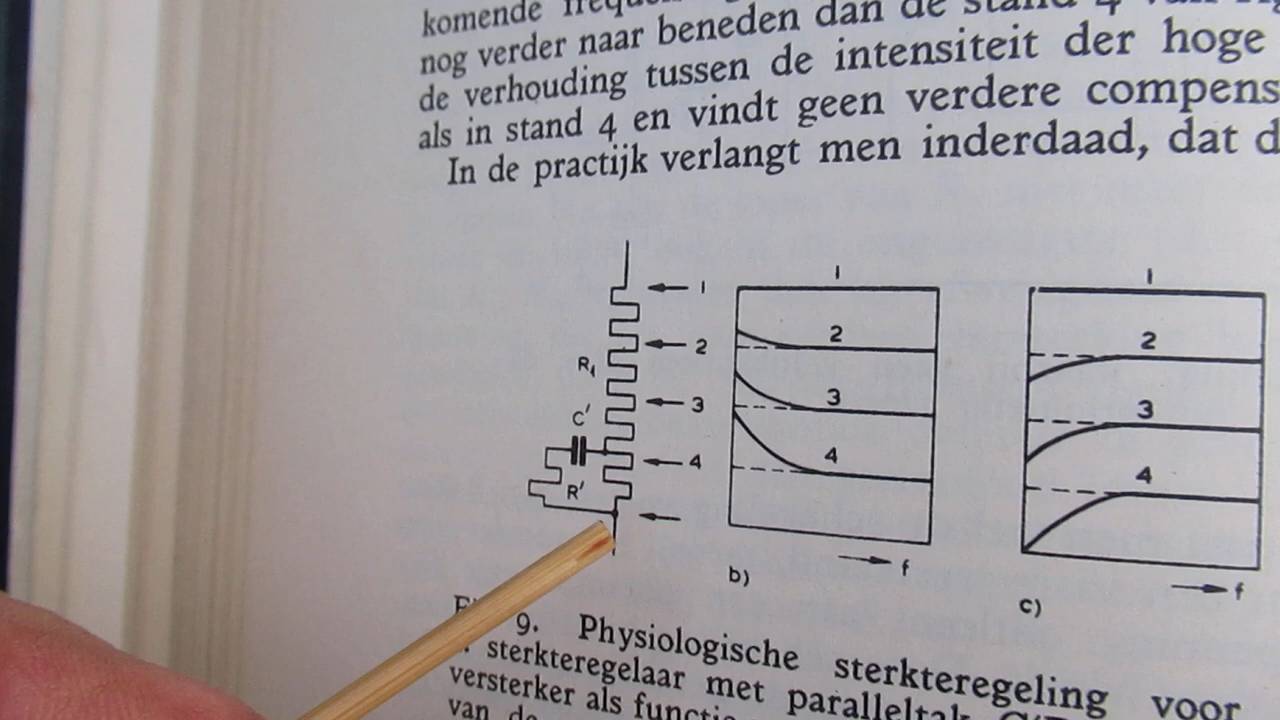 komende
nog verder naar beneden dan de stand 4
de verhouding tussen de intensiteit der hoge
als in stand 4 en vindt geen verdere compens
In de practijk verlangt men inderdaad, dat d
1
2
R₁
3
C'
4
R'
1
2
3
4
f
b)
1
2
3
4
f
c)
9. Physiologische sterkteregeling voor
sterkteregelaar met paralleltak
versterker als functie
van de